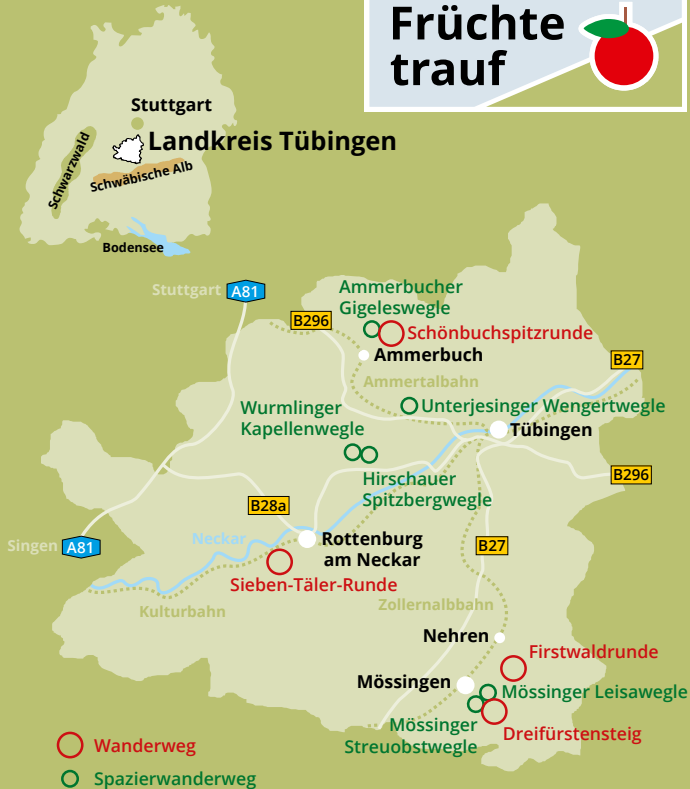 Früchte
trauf
Stuttgart
Landkreis Tübingen
Schwarzwald
Schwäbische Alb
Bodensee
Stuttgart
A81
Ammerbucher
Gigeleswegle
B296
Schönbuchspitzrunde
Ammerbuch
B27
Ammertalbahn
Wurmlinger
Kapellenwegle
Unterjesinger Wengertwegle
Tübingen
B296
Hirschauer
Spitzbergwegle
B28a
Neckar
Rottenburg
am Neckar
Singen
A81
B27
Sieben-Täler-Runde
Kulturbahn
Zollernalbbahn
Nehren
Firstwaldrunde
Mössingen
Mössinger Leisawegle
Mössinger
Streuobstwegle
Dreifürstensteig
Wanderweg
Spazierwanderweg